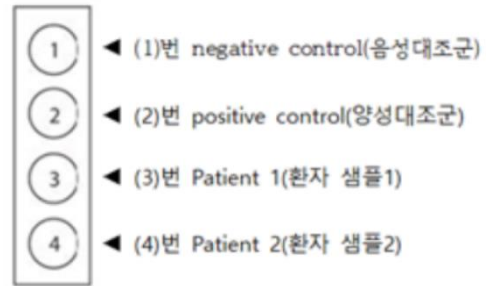 1 ◀ (1)번 negative control(음성대조군)
2 ◀ (2)번 positive control(양성대조군)
3 ◀ (3)번 Patient 1(환자 샘플1)
4 ◀ (4)번 Patient 2(환자 샘플2)